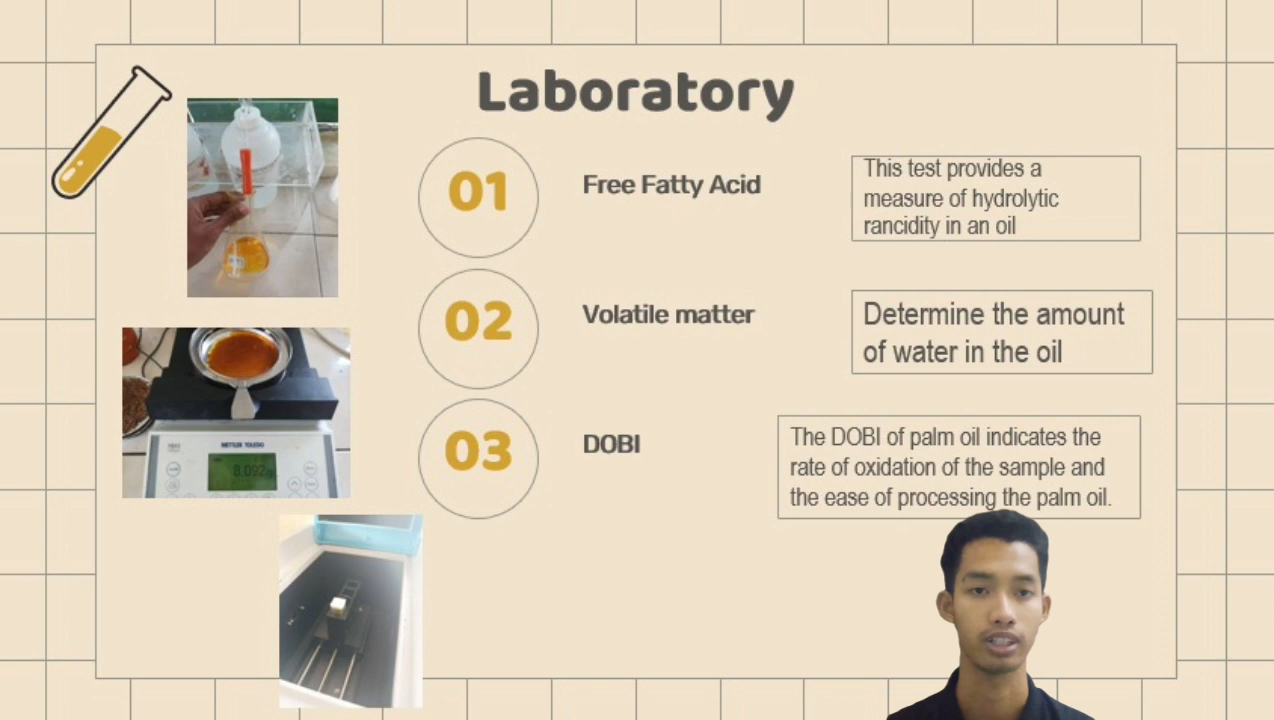 Laboratory
01
Free Fatty Acid
This test provides a
measure of hydrolytic
rancidity in an oil
02
Volatile matter
Determine the amount
of water in the oil
03
DOBI
The DOBI of palm oil indicates the
rate of oxidation of the sample and
the ease of processing the palm oil.
METTLER TOLEDO
8.092